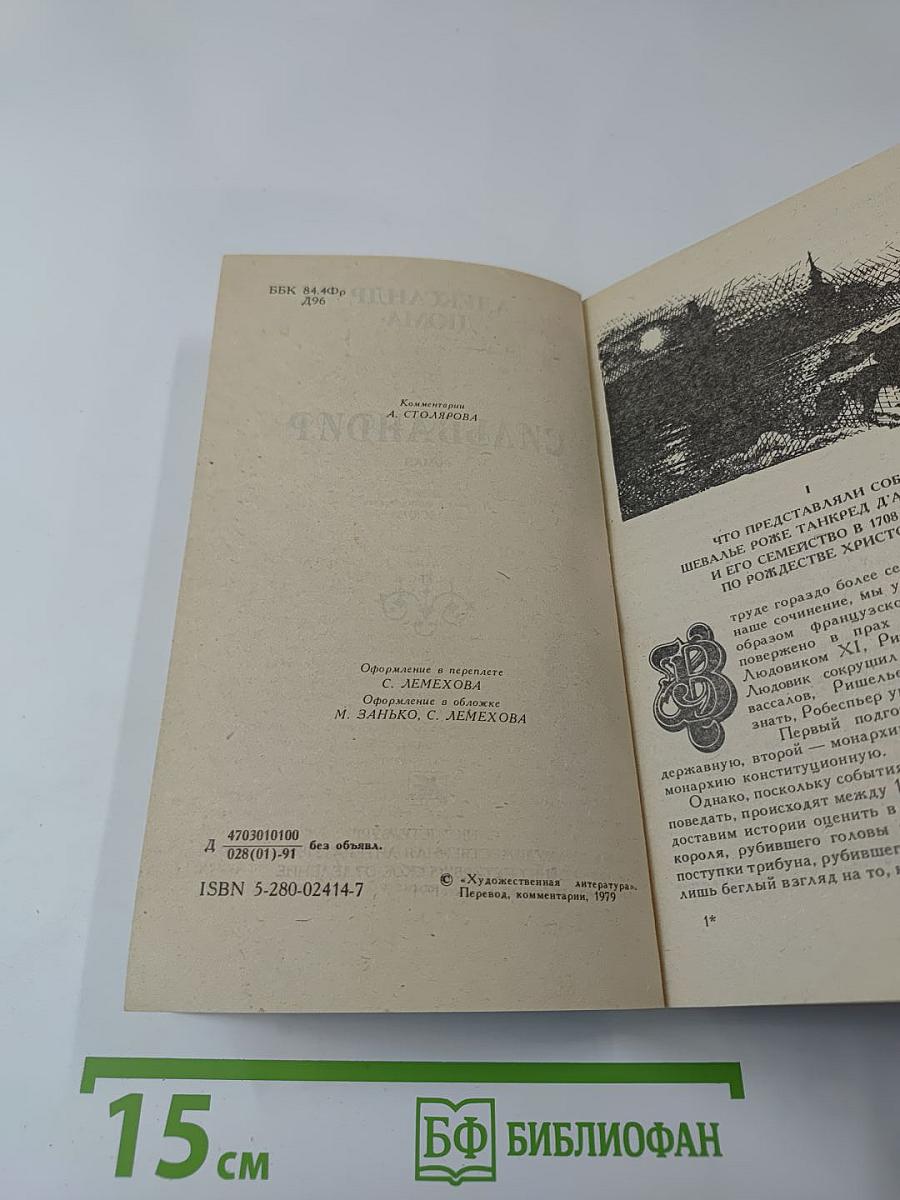 ББК 84.4Фр
Д96
Комментарии
А. СТОЛЯРОВА
Оформление в переплете
С. ЛЕМЕХОВА
Оформление в обложке
М. ЗАНЬКО, С. ЛЕМЕХОВА
Д 4703010100 без объявл.
028(01)-91
ISBN 5-280-02414-7
© «Художественная литература».
Перевод, комментарии, 1979
I
ЧТО ПРЕДСТАВЛЯЛИ СОБ
ШЕВАЛЬЕ РОЖЕ ТАНКРЕД Д'А
И ЕГО СЕМЕЙСТВО В 1708
ПО РОЖДЕСТВЕ ХРИСТО
В труде гораздо более се
наше сочинение, мы у
образом французско
повержено в прах
Людовиком XI, Ри
Людовик сокрушил
вассалов, Ришелье
знать, Робеспьер у
Первый подго
державную, второй — монархи
монархию конституционную.
Однако, поскольку события
поведать, происходят между 1
доставим истории оценить в
короля, рубившего головы
поступки трибуна, рубившег
лишь беглый взгляд на то, к
1*
15 см
БФ БИБЛИОФАН